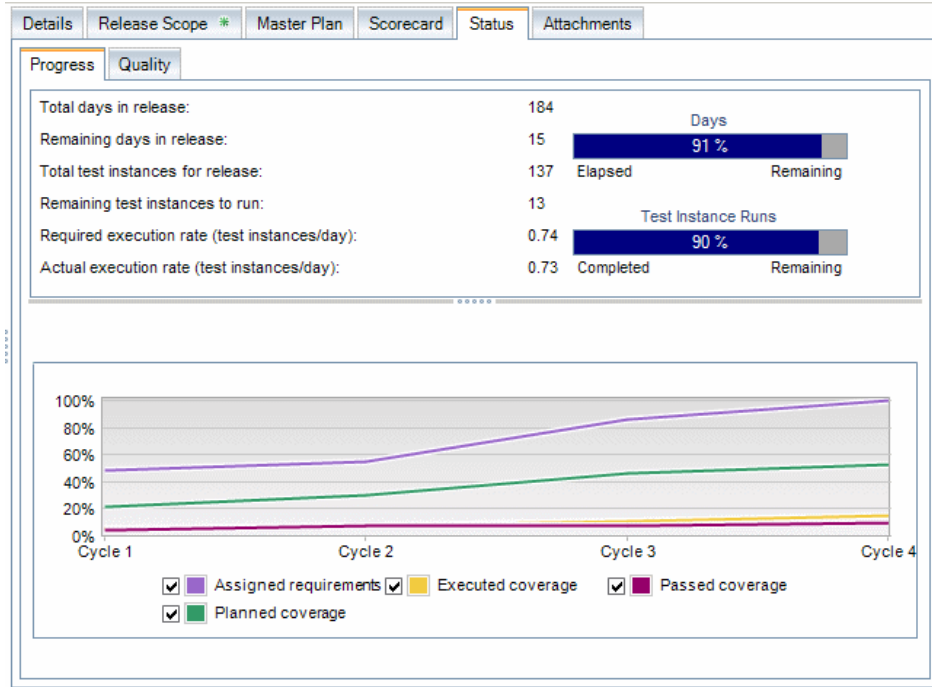 Details Release Scope * Master Plan Scorecard Status Attachments
Progress Quality
Total days in release: 184
Days
Remaining days in release: 15
91 %
Total test instances for release: 137
Elapsed Remaining
Remaining test instances to run: 13
Test Instance Runs
Required execution rate (test instances/day): 0.74
90 %
Actual execution rate (test instances/day): 0.73
Completed Remaining
100%
80%
60%
40%
20%
0%
Cycle 1 Cycle 2 Cycle 3 Cycle 4
Assigned requirements Executed coverage Passed coverage
Planned coverage